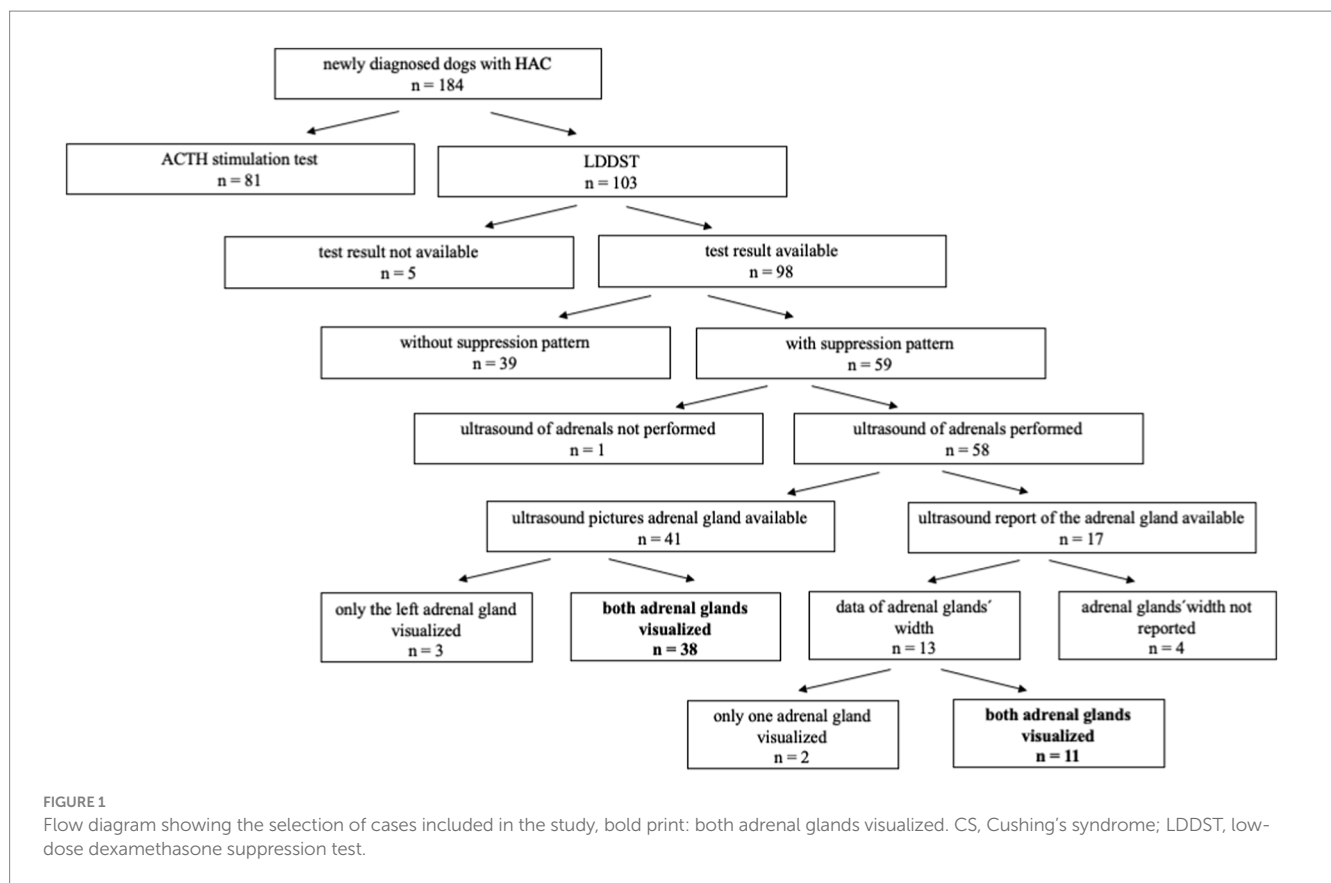 newly diagnosed dogs with HAC
n = 184
ACTH stimulation test
n = 81
LDDST
n = 103
test result not available
n = 5
test result available
n = 98
without suppression pattern
n = 39
with suppression pattern
n = 59
ultrasound of adrenals not performed
n = 1
ultrasound of adrenals performed
n = 58
ultrasound pictures adrenal gland available
n = 41
ultrasound report of the adrenal gland available
n = 17
only the left adrenal gland
visualized
n = 3
both adrenal glands
visualized
n = 38
data of adrenal glands´
width
n = 13
adrenal glands´width not
reported
n = 4
only one adrenal gland
visualized
n = 2
both adrenal glands
visualized
n = 11
FIGURE 1
Flow diagram showing the selection of cases included in the study, bold print: both adrenal glands visualized. CS, Cushing’s syndrome; LDDST, low-
dose dexamethasone suppression test.